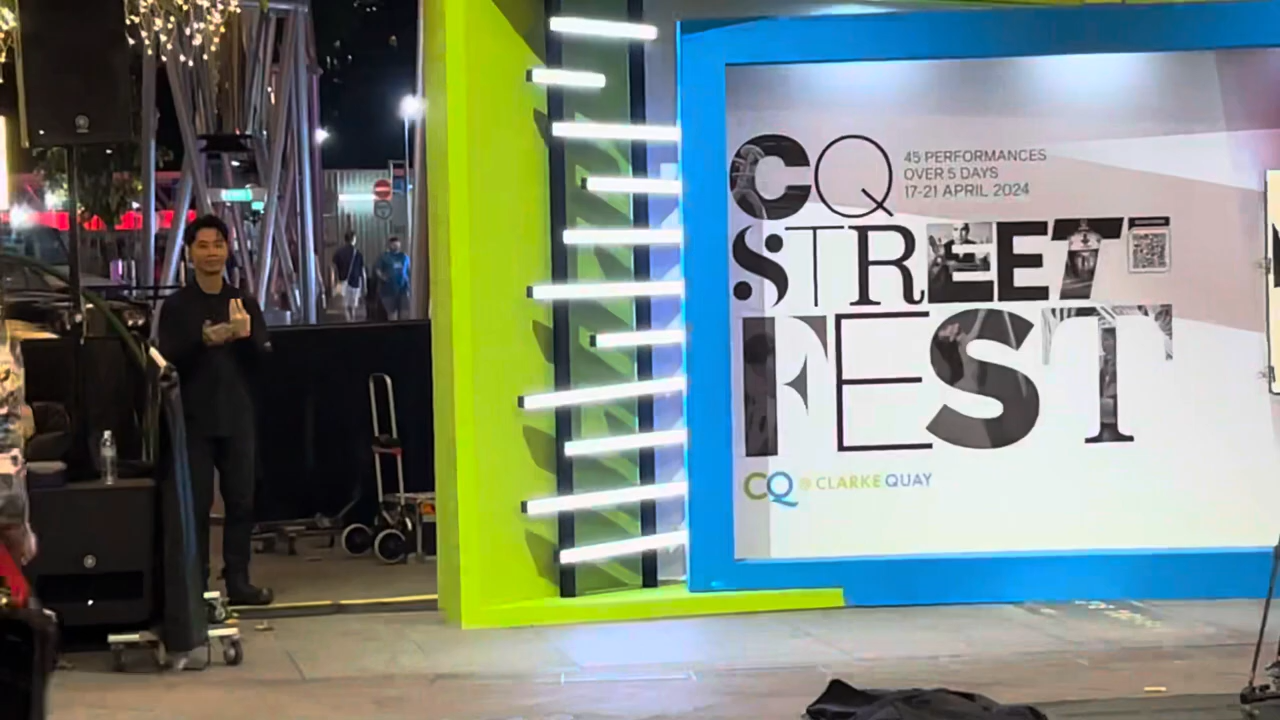 CQ
45 PERFORMANCES
OVER 5 DAYS
17-21 APRIL 2024
STREET
FEST
CQ @ CLARKE QUAY